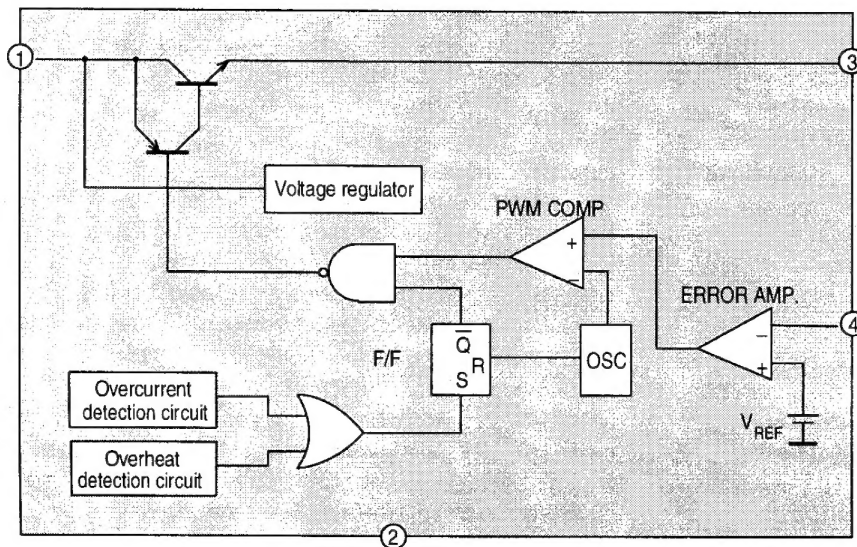 1
3
Voltage regulator
PWM COMP.
ERROR AMP.
4
F/F
Q
R
S
OSC
Overcurrent
detection circuit
VREF
Overheat
detection circuit
2